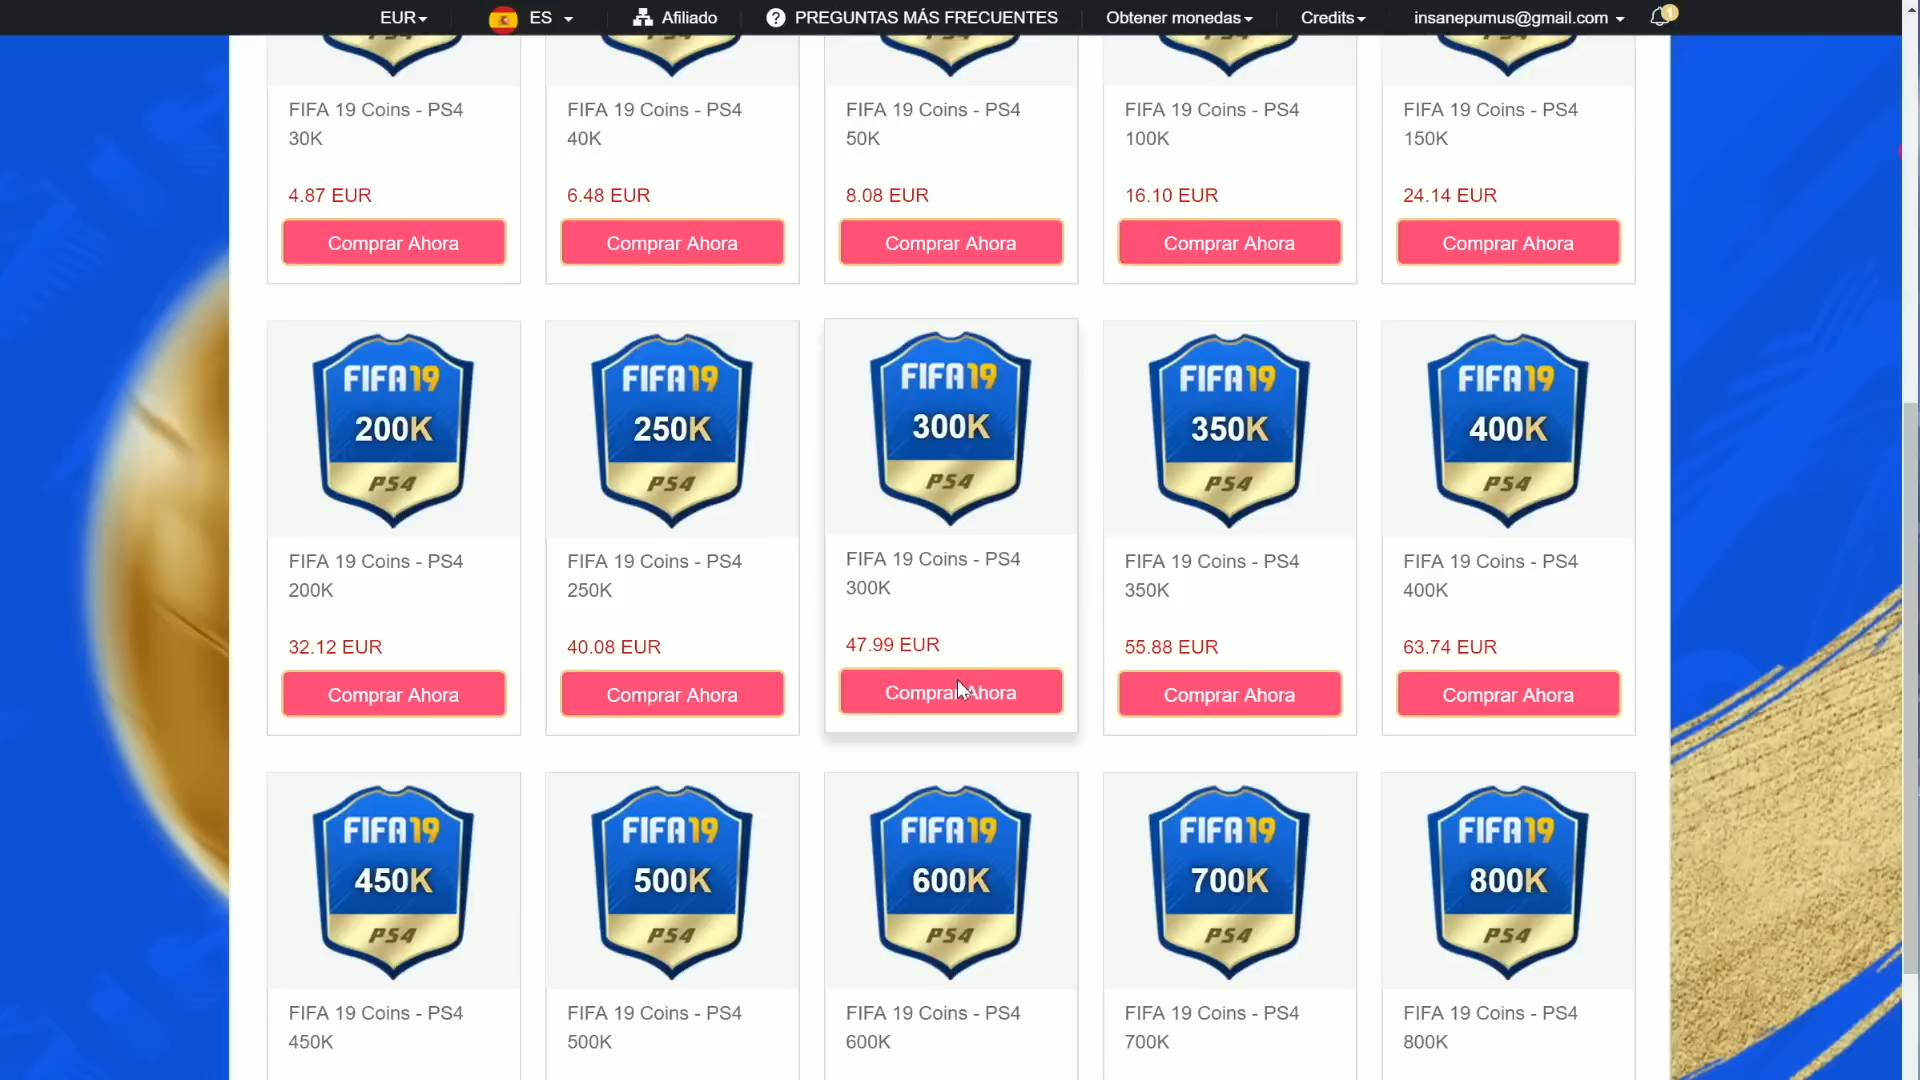 EUR
ES
Afiliado
? PREGUNTAS MÁS FRECUENTES
Obtener monedas
Credits
insanepumus@gmail.com
1
FIFA 19 Coins - PS4
30K
4.87 EUR
Comprar Ahora
FIFA 19 Coins - PS4
40K
6.48 EUR
Comprar Ahora
FIFA 19 Coins - PS4
50K
8.08 EUR
Comprar Ahora
FIFA 19 Coins - PS4
100K
16.10 EUR
Comprar Ahora
FIFA 19 Coins - PS4
150K
24.14 EUR
Comprar Ahora
FIFA19
200K
PS4
FIFA 19 Coins - PS4
200K
32.12 EUR
Comprar Ahora
FIFA19
250K
PS4
FIFA 19 Coins - PS4
250K
40.08 EUR
Comprar Ahora
FIFA19
300K
PS4
FIFA 19 Coins - PS4
300K
47.99 EUR
Comprar Ahora
FIFA19
350K
PS4
FIFA 19 Coins - PS4
350K
55.88 EUR
Comprar Ahora
FIFA19
400K
PS4
FIFA 19 Coins - PS4
400K
63.74 EUR
Comprar Ahora
FIFA19
450K
PS4
FIFA 19 Coins - PS4
450K
FIFA19
500K
PS4
FIFA 19 Coins - PS4
500K
FIFA19
600K
PS4
FIFA 19 Coins - PS4
600K
FIFA19
700K
PS4
FIFA 19 Coins - PS4
700K
FIFA19
800K
PS4
FIFA 19 Coins - PS4
800K